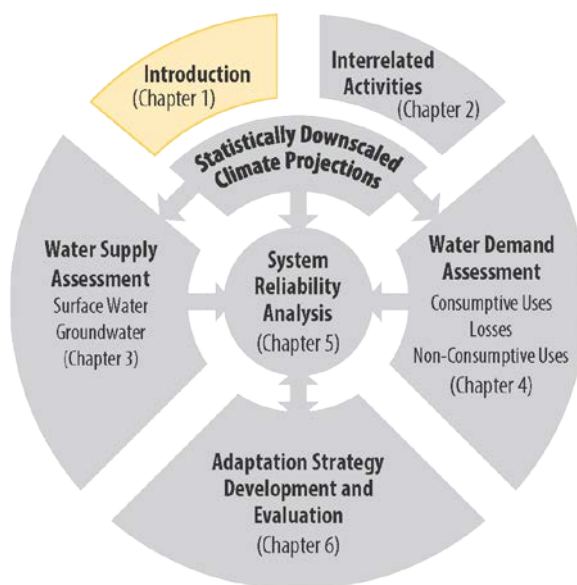 Introduction
(Chapter 1)
Interrelated
Activities
(Chapter 2)
Statistically Downscaled
Climate Projections
Water Supply
Assessment
Surface Water
Groundwater
(Chapter 3)
System
Reliability
Analysis
(Chapter 5)
Water Demand
Assessment
Consumptive Uses
Losses
Non-Consumptive Uses
(Chapter 4)
Adaptation Strategy
Development and
Evaluation
(Chapter 6)